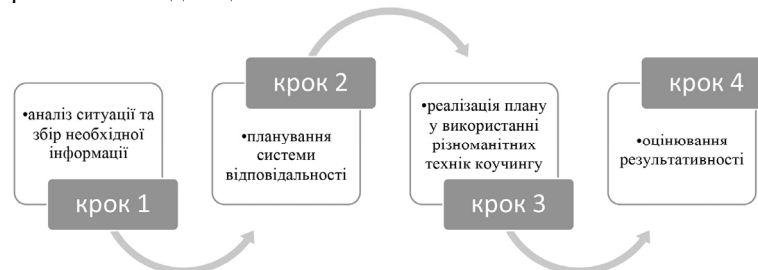 •аналіз ситуації та
збір необхідної
інформації
крок 1
крок 2
•планування
системи
відповідальності
•реалізація плану
у використанні
різноманітних
технік коучингу
крок 3
крок 4
•оцінювання
результативності